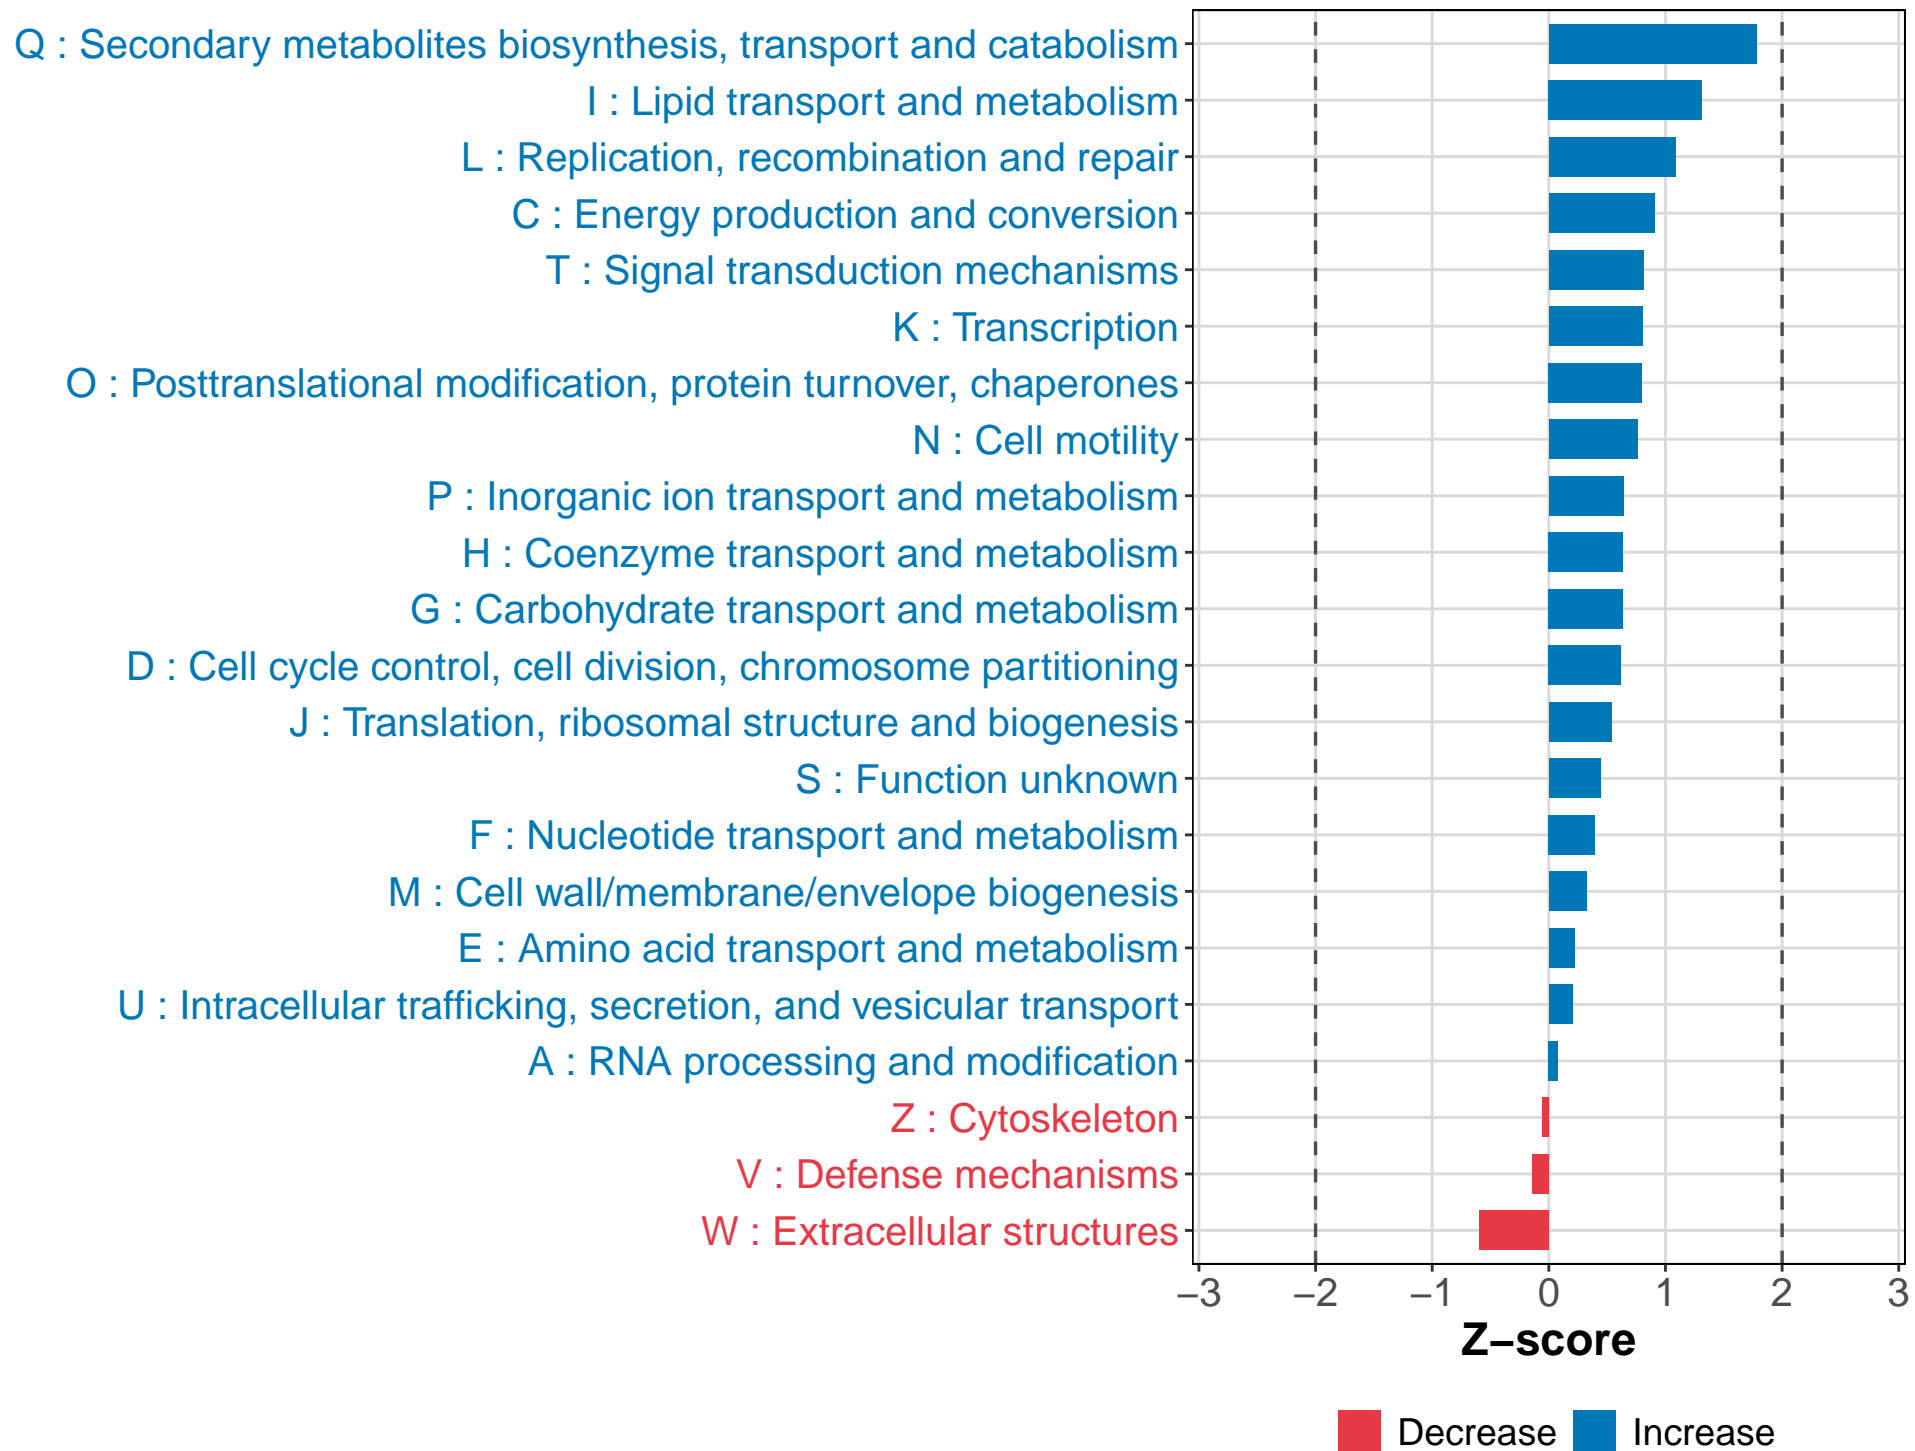 Q : Secondary metabolites biosynthesis, transport and catabolism
I : Lipid transport and metabolism
L : Replication, recombination and repair
C : Energy production and conversion
T : Signal transduction mechanisms
K : Transcription
O : Posttranslational modification, protein turnover, chaperones
N : Cell motility
P : Inorganic ion transport and metabolism
H : Coenzyme transport and metabolism
G : Carbohydrate transport and metabolism
D : Cell cycle control, cell division, chromosome partitioning
J : Translation, ribosomal structure and biogenesis
S : Function unknown
F : Nucleotide transport and metabolism
M : Cell wall/membrane/envelope biogenesis
E : Amino acid transport and metabolism
U : Intracellular trafficking, secretion, and vesicular transport
A : RNA processing and modification
Z : Cytoskeleton
V : Defense mechanisms
W : Extracellular structures
−3 −2 −1 0 1 2 3
Z−score
Decrease Increase